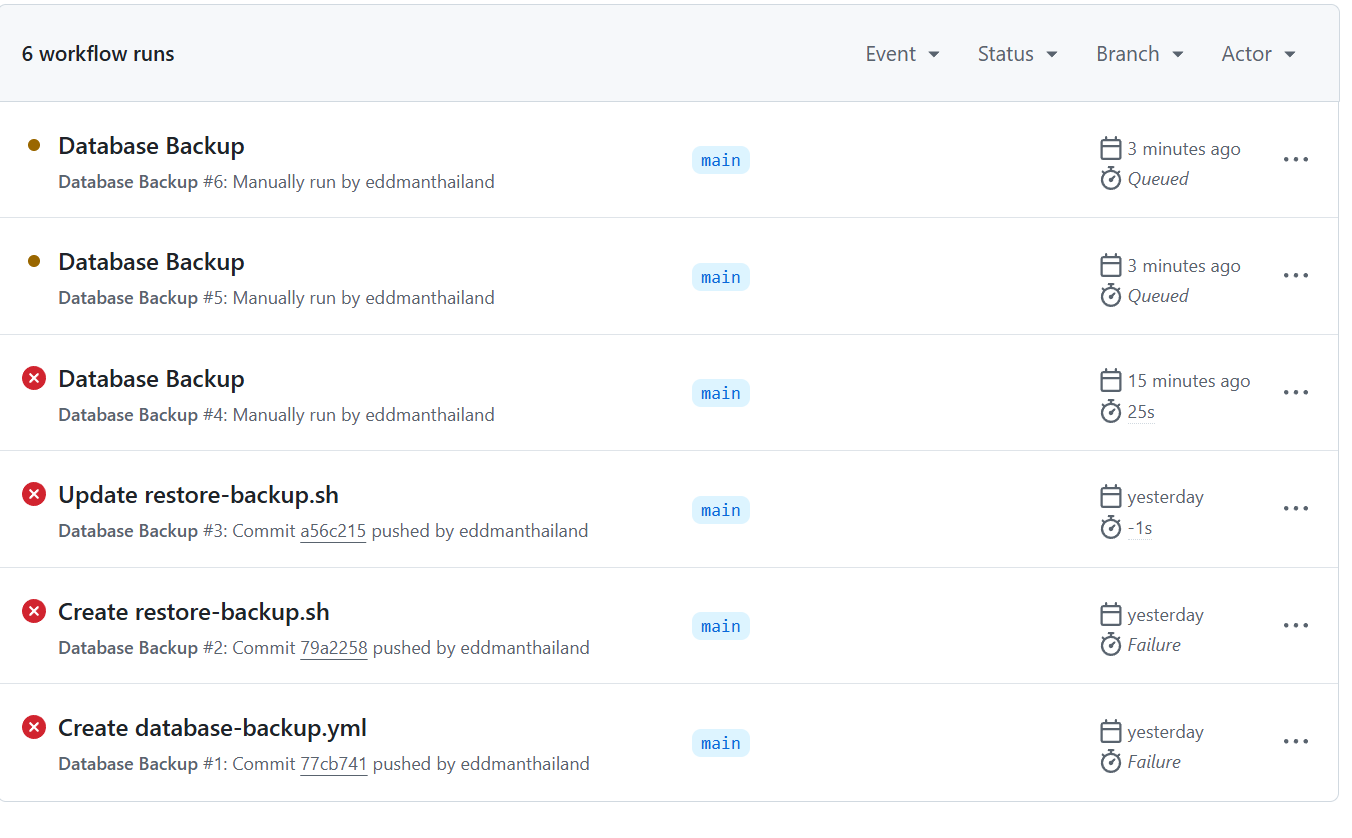 6 workflow runs
Event Status Branch Actor
Database Backup
Database Backup #6: Manually run by eddmanthailand
main
3 minutes ago
Queued
Database Backup
Database Backup #5: Manually run by eddmanthailand
main
3 minutes ago
Queued
Database Backup
Database Backup #4: Manually run by eddmanthailand
main
15 minutes ago
25s
Update restore-backup.sh
Database Backup #3: Commit a56c215 pushed by eddmanthailand
main
yesterday
-1s
Create restore-backup.sh
Database Backup #2: Commit 79a2258 pushed by eddmanthailand
main
yesterday
Failure
Create database-backup.yml
Database Backup #1: Commit 77cb741 pushed by eddmanthailand
main
yesterday
Failure